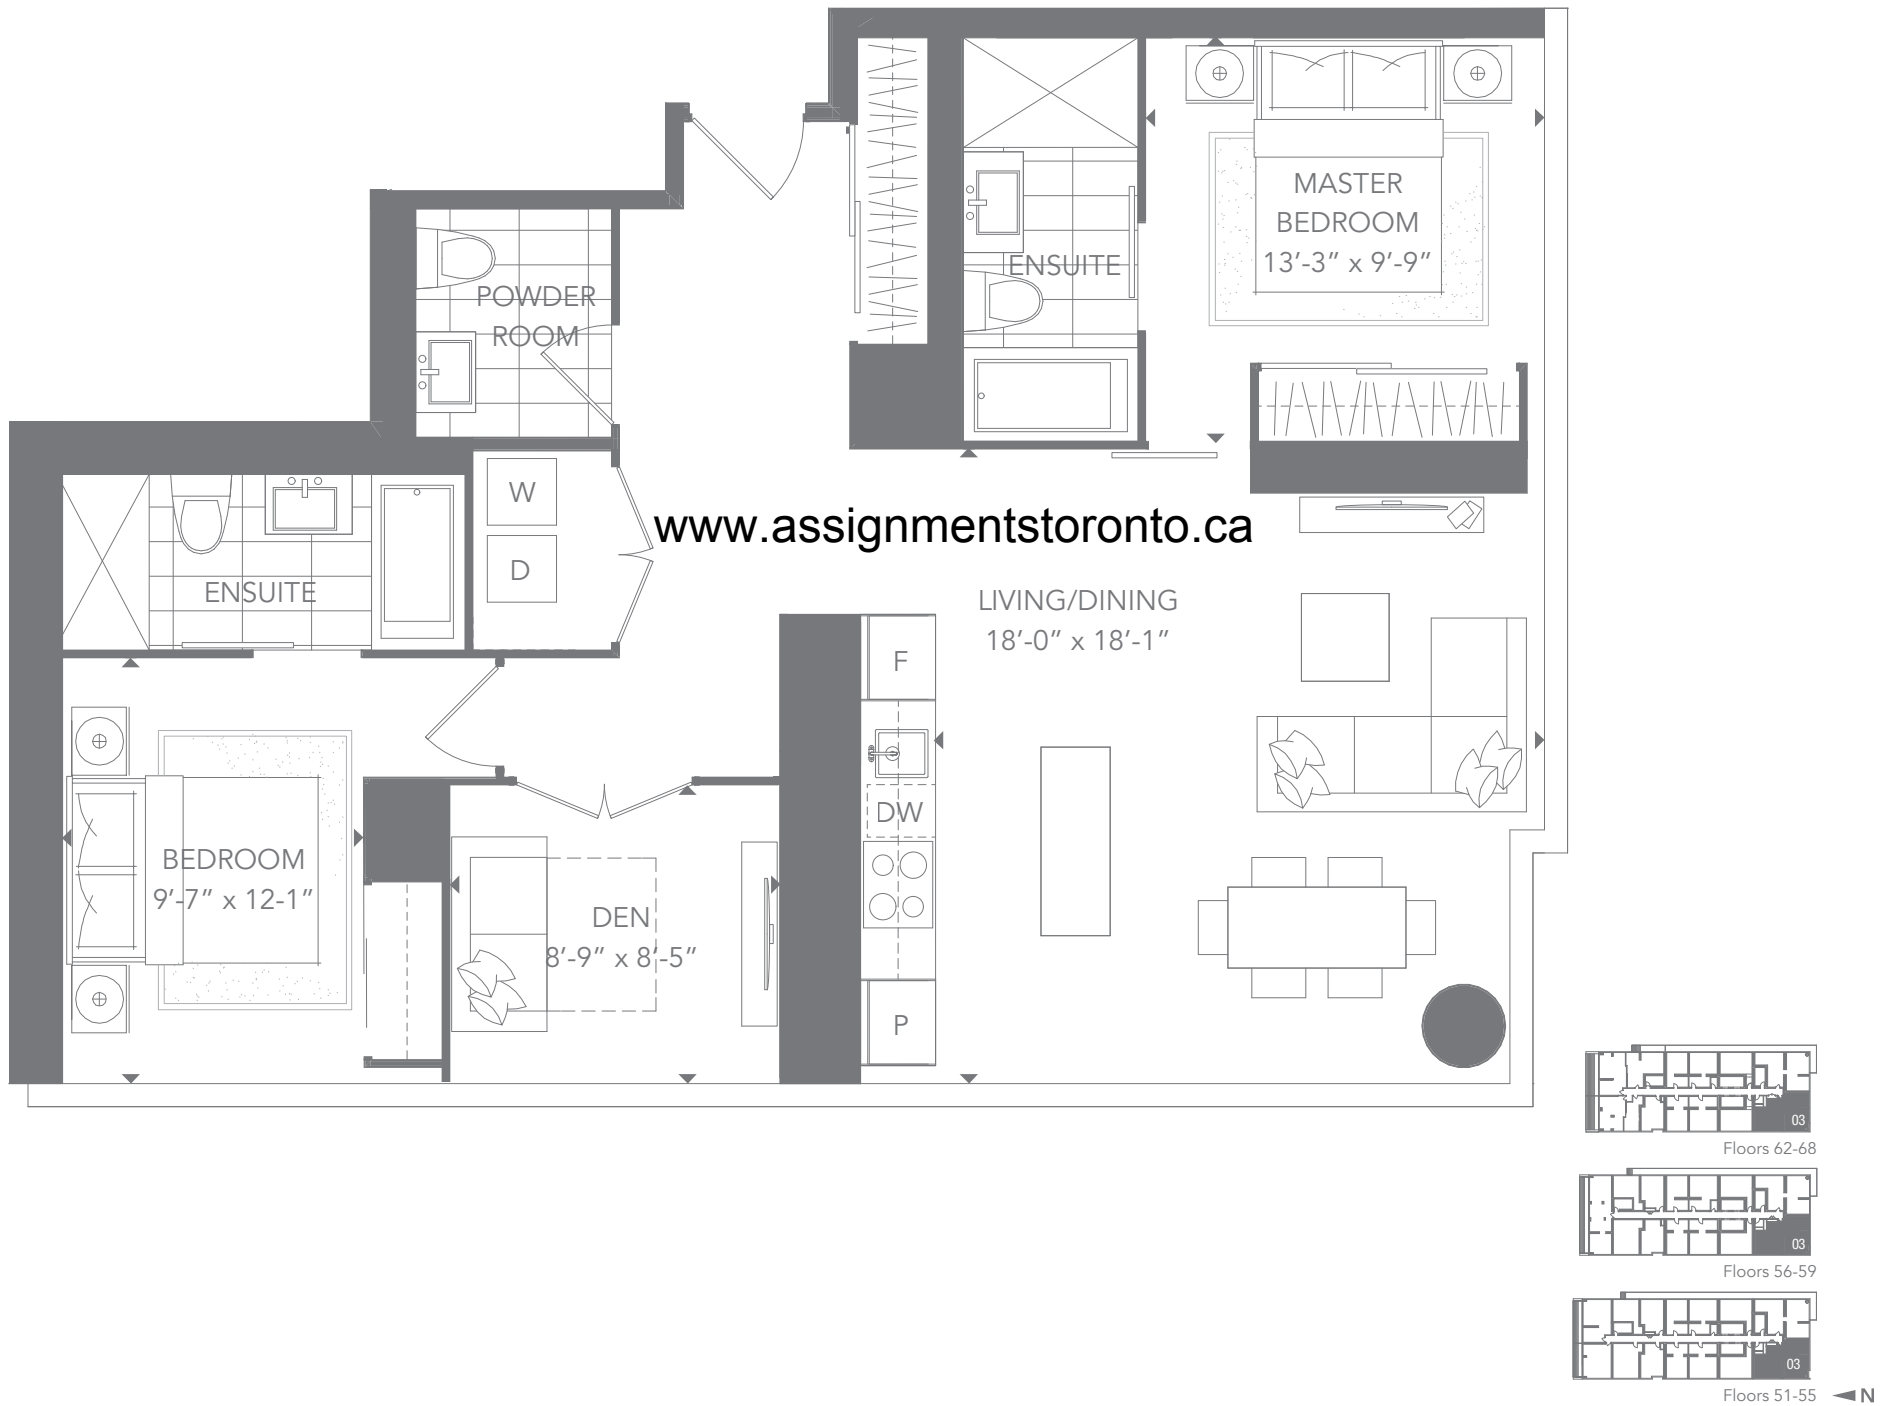 MASTER
BEDROOM
13’-3” x 9’-9”
ENSUITE
POWDER
ROOM
W
www.assignmentstoronto.ca
D
ENSUITE
LIVING/DINING
18’-0” x 18’-1”
F
DW
BEDROOM
9’-7” x 12-1”
DEN
8’-9” x 8’-5”
P
03
Floors 62-68
03
Floors 56-59
03
Floors 51-55
N